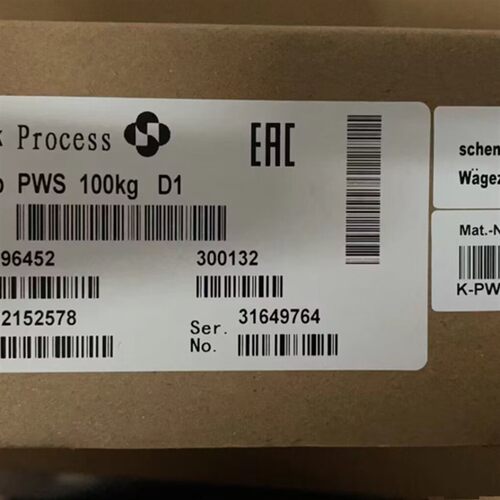 k Process
EAC
p PWS 100kg D1
96452
300132
2152578
Ser. No.
31649764
schen
Wägez
Mat.-N
K-PW